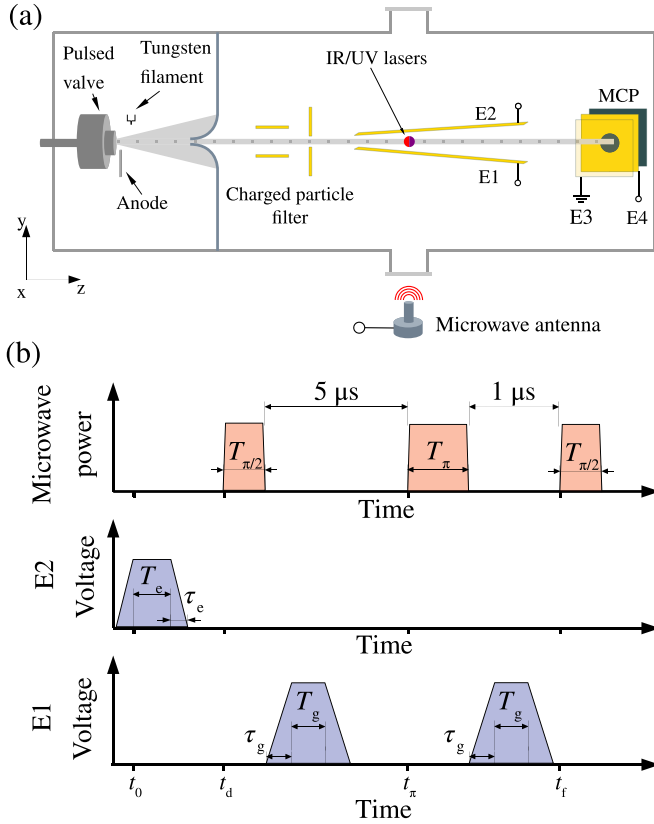 (a)
Pulsed
valve
Tungsten
filament
IR/UV lasers
MCP
E2
E1
Anode
Charged particle
filter
E3
E4
y
x
z
Microwave antenna
(b)
Microwave
power
5 μs
1 μs
Tπ/2
Tπ
Tπ/2
Time
E2
Voltage
Te
τe
Time
E1
Voltage
τg
Tg
τg
Tg
t0
td
tπ
tf
Time